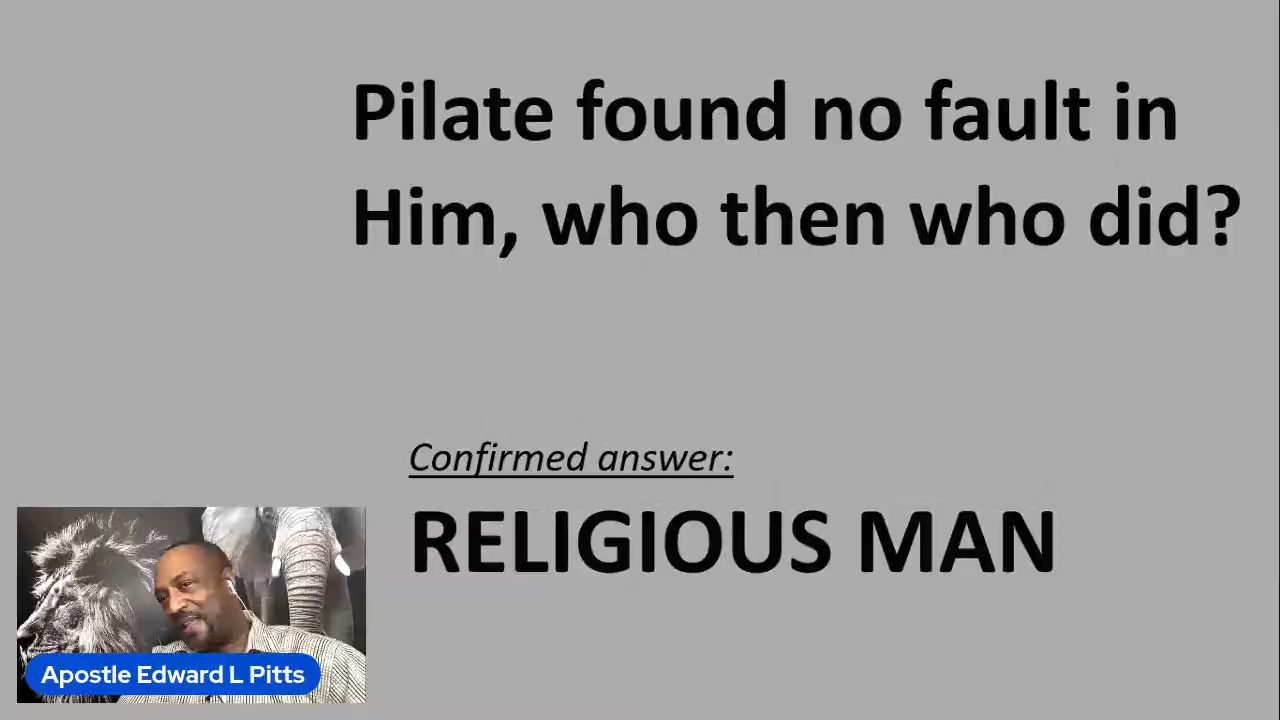 Pilate found no fault in
Him, who then who did?
Confirmed answer:
RELIGIOUS MAN
Apostle Edward L Pitts